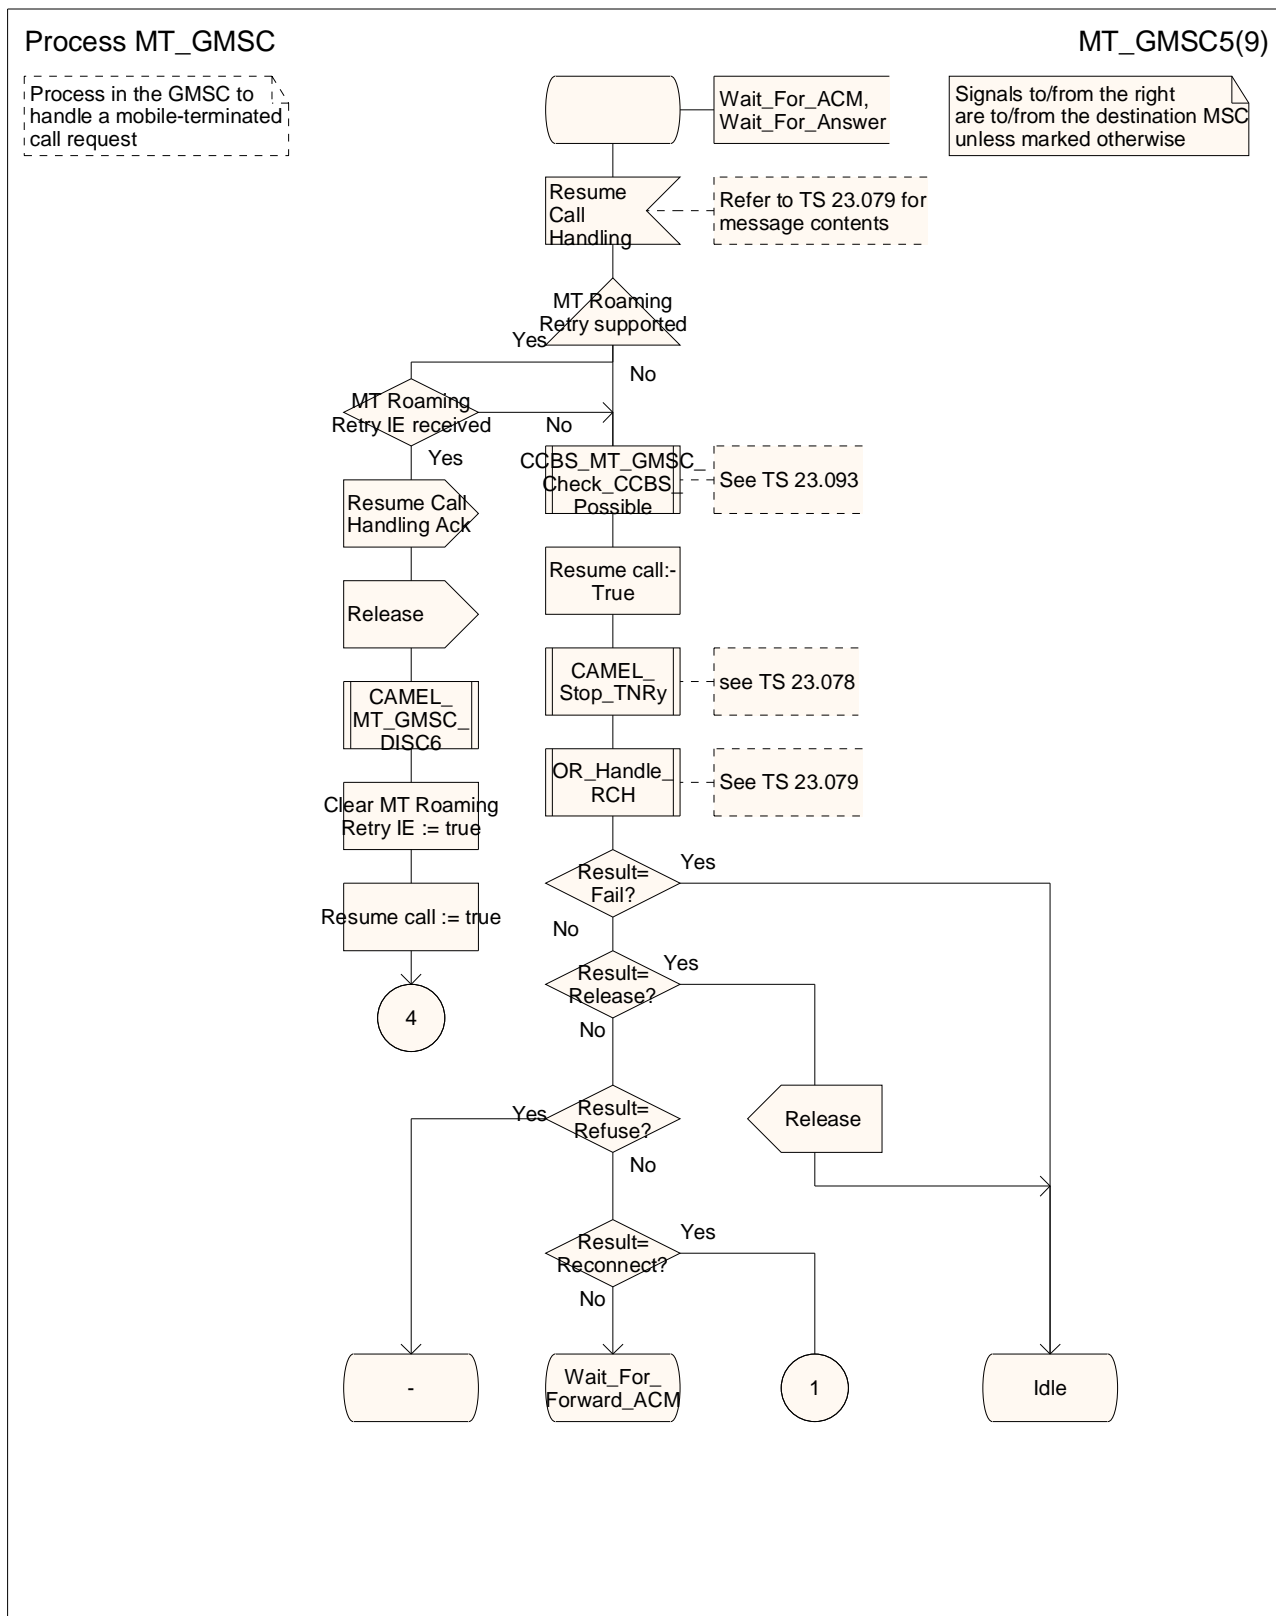 Process MT_GMSC
MT_GMSC5(9)
Process in the GMSC to
handle a mobile-terminated
call request
Wait_For_ACM,
Wait_For_Answer
Signals to/from the right
are to/from the destination MSC
unless marked otherwise
Resume
Call
Handling
Refer to TS 23.079 for
message contents
MT Roaming
Retry supported
Yes
No
MT Roaming
Retry IE received
No
Yes
CCBS_MT_GMSC_
Check_CCBS_
Possible
See TS 23.093
Resume Call
Handling Ack
Resume call:-
True
Release
CAMEL_
Stop_TNRy
see TS 23.078
CAMEL_
MT_GMSC_
DISC6
OR_Handle_
RCH
See TS 23.079
Clear MT Roaming
Retry IE := true
Result=
Fail?
Yes
No
Resume call := true
Result=
Release?
Yes
No
4
Result=
Refuse?
Yes
No
Release
Result=
Reconnect?
Yes
No
-
Wait_For_
Forward_ACM
1
Idle